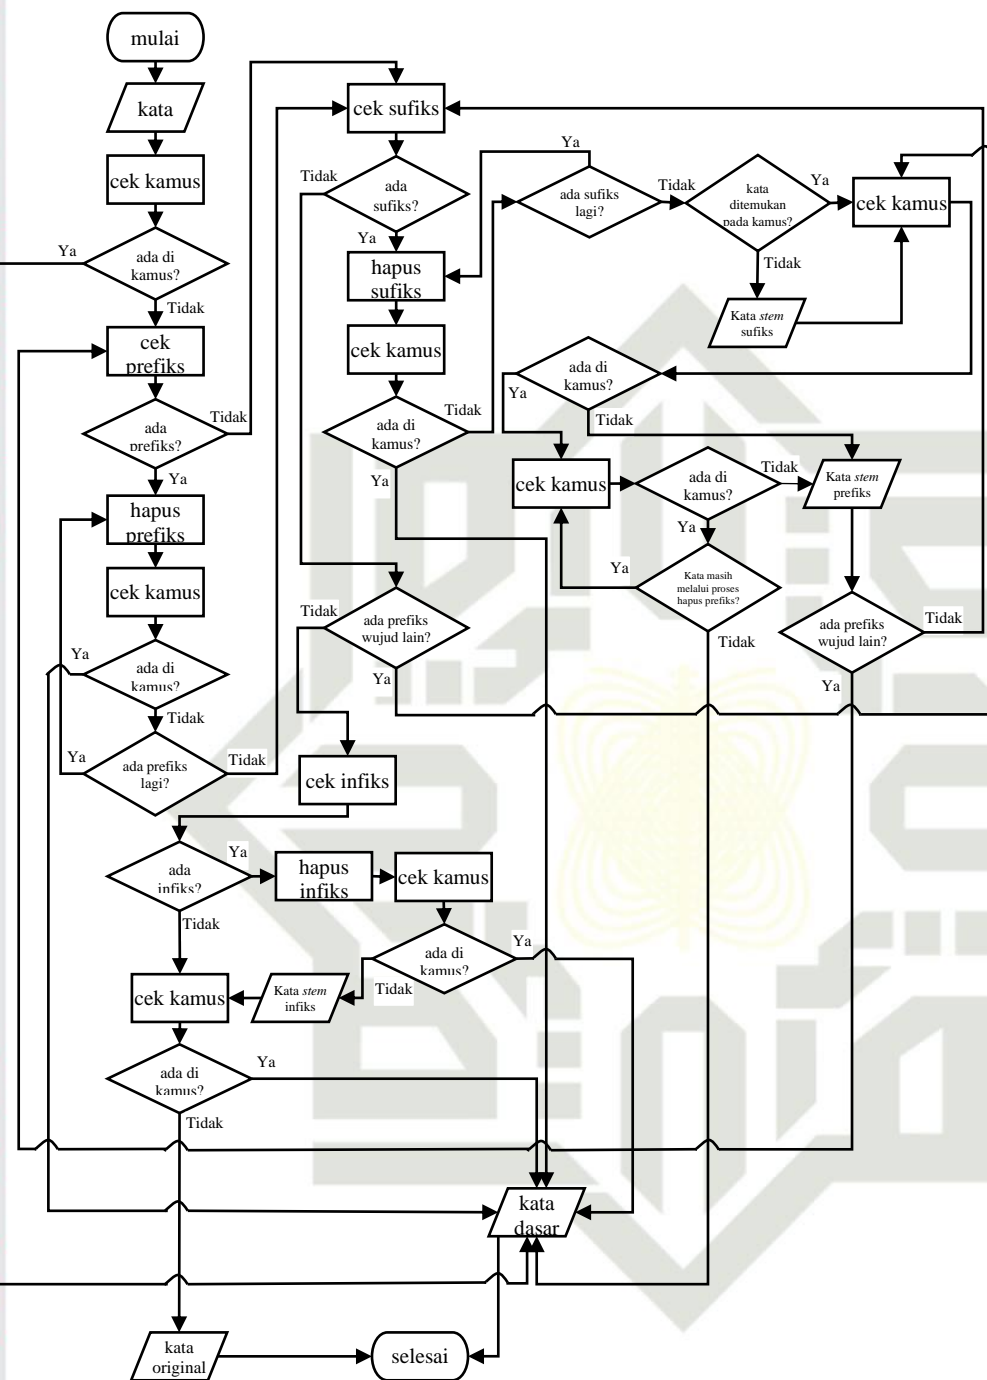 mulai
kata
cek kamus
Ya
ada di
kamus?
Tidak
cek
prefiks
ada
prefiks?
Tidak
Ya
hapus
prefiks
cek kamus
Ya
ada di
kamus?
Tidak
Ya
ada prefiks
lagi?
Tidak
cek sufiks
Tidak
ada
sufiks?
Ya
hapus
sufiks
cek kamus
ada di
kamus?
Tidak
Ya
Ya
ada sufiks
lagi?
Tidak
kata
ditemukan
pada kamus?
Ya
cek kamus
Tidak
Kata stem
sufiks
ada di
kamus?
Ya
Tidak
cek kamus
ada di
kamus?
Tidak
Kata stem
prefiks
Ya
Ya
Kata masih
melalui proses
hapus prefiks?
Tidak
ada prefiks
wujud lain?
Tidak
Ya
Tidak
ada prefiks
wujud lain?
Ya
cek infiks
ada
infiks?
Ya
Tidak
hapus
infiks
cek kamus
ada di
kamus?
Ya
Tidak
Kata stem
infiks
cek kamus
ada di
kamus?
Ya
Tidak
kata
dasar
kata
original
selesai